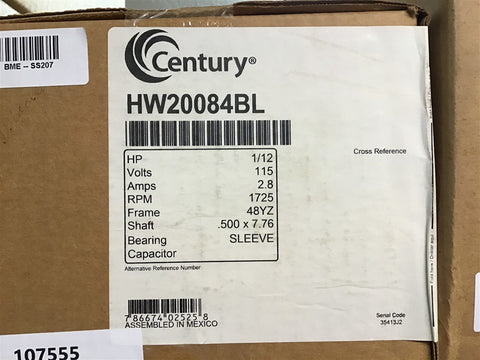 BME -- SS207
Century®
HW20084BL
HP 1/12
Volts 115
Amps 2.8
RPM 1725
Frame 48YZ
Shaft .500 x 7.76
Bearing SLEEVE
Capacitor
Cross Reference
Alternative Reference Number
7 86674 02525 8
ASSEMBLED IN MEXICO
Serial Code
35413J2
107555